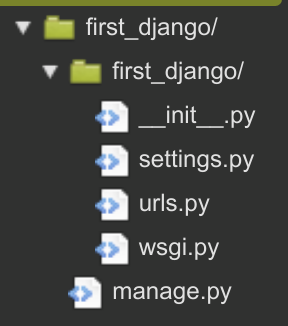 first_django/
first_django/
__init__.py
settings.py
urls.py
wsgi.py
manage.py